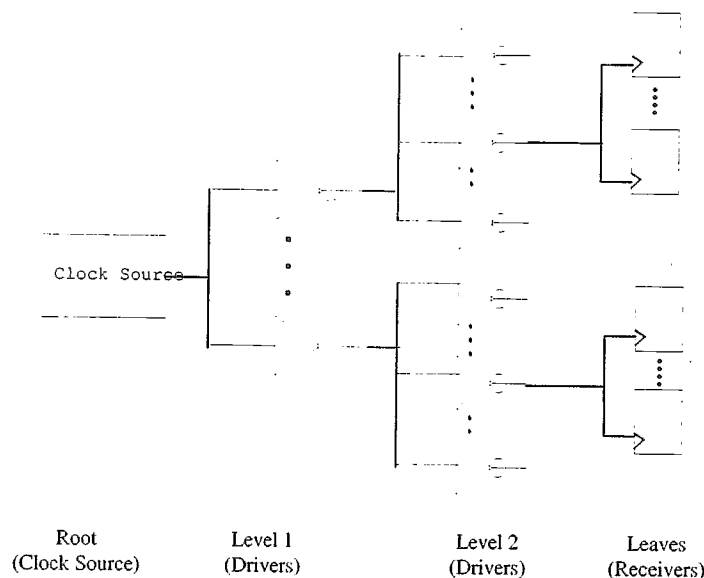 Clock Source
Root
(Clock Source)
Level 1
(Drivers)
Level 2
(Drivers)
Leaves
(Receivers)